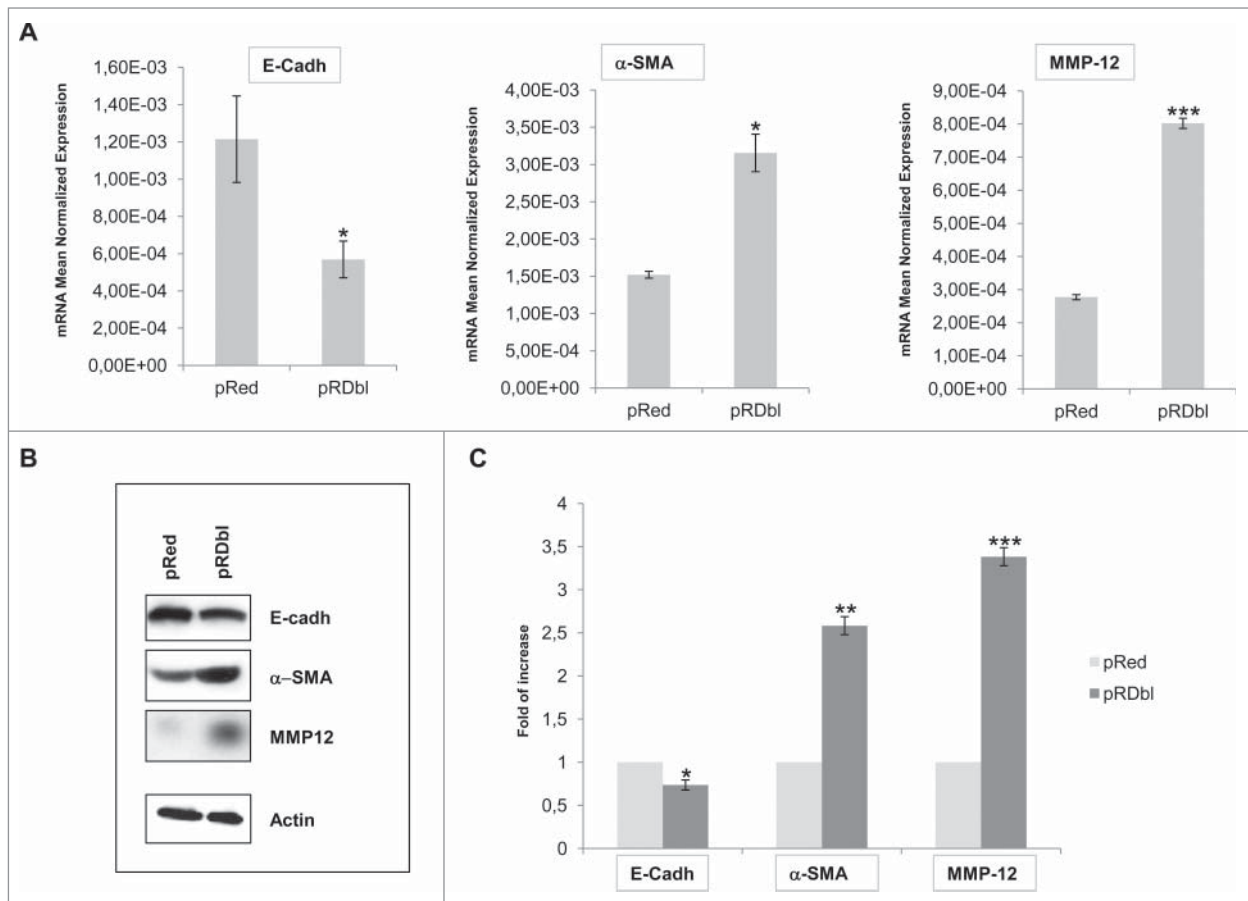 A
E-Cadh
mRNA Mean Normalized Expression
1,60E-03
1,40E-03
1,20E-03
1,00E-03
8,00E-04
6,00E-04
4,00E-04
2,00E-04
0,00E+00
*
pRed
pRDbl
α-SMA
mRNA Mean Normalized Expression
4,00E-03
3,50E-03
3,00E-03
2,50E-03
2,00E-03
1,50E-03
1,00E-03
5,00E-04
0,00E+00
*
pRed
pRDbl
MMP-12
mRNA Mean Normalized Expression
9,00E-04
8,00E-04
7,00E-04
6,00E-04
5,00E-04
4,00E-04
3,00E-04
2,00E-04
1,00E-04
0,00E+00
***
pRed
pRDbl
B
pRed
pRDbl
E-cadh
α–SMA
MMP12
Actin
C
Fold of increase
4
3,5
3
2,5
2
1,5
1
0,5
0
*
**
***
E-Cadh
α-SMA
MMP-12
pRed
pRDbl